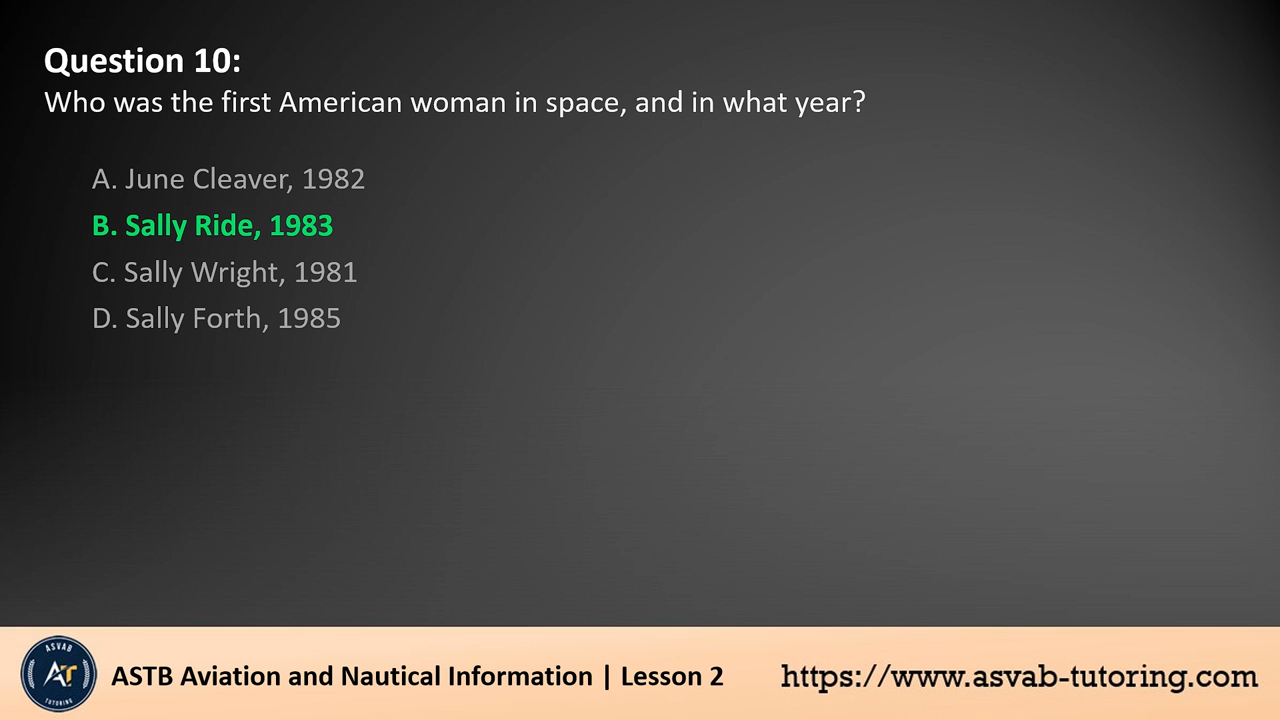 Question 10:
Who was the first American woman in space, and in what year?
A. June Cleaver, 1982
B. Sally Ride, 1983
C. Sally Wright, 1981
D. Sally Forth, 1985
ASVAB
AT
TUTORING
ASTB Aviation and Nautical Information | Lesson 2
https://www.asvab-tutoring.com